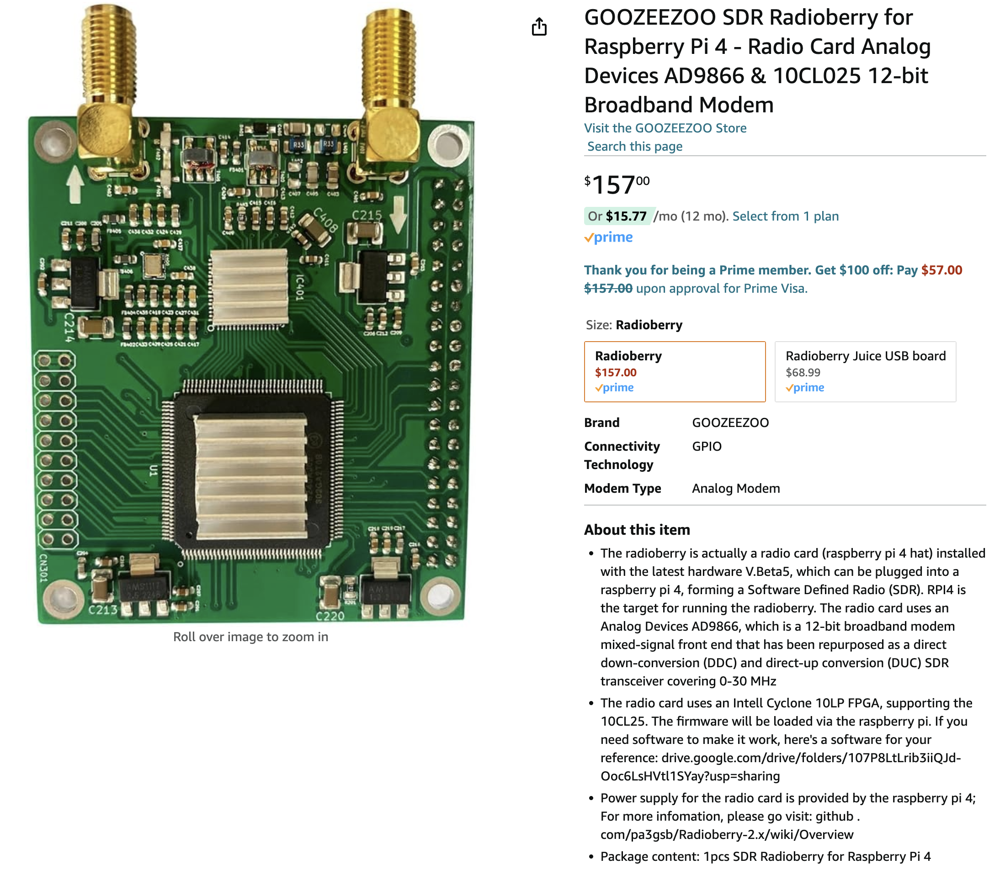 GOOZEEZOO SDR Radioberry for
Raspberry Pi 4 - Radio Card Analog
Devices AD9866 & 10CL025 12-bit
Broadband Modem
Visit the GOOZEEZOO Store
Search this page
$15700
Or $15.77 /mo (12 mo). Select from 1 plan
prime
Thank you for being a Prime member. Get $100 off: Pay $57.00
$157.00 upon approval for Prime Visa.
Size: Radioberry
Radioberry
$157.00
prime
Radioberry Juice USB board
$68.99
prime
Brand GOOZEEZOO
Connectivity Technology GPIO
Modem Type Analog Modem
About this item
• The radioberry is actually a radio card (raspberry pi 4 hat) installed
with the latest hardware V.Beta5, which can be plugged into a
raspberry pi 4, forming a Software Defined Radio (SDR). RPI4 is
the target for running the radioberry. The radio card uses an
Analog Devices AD9866, which is a 12-bit broadband modem
mixed-signal front end that has been repurposed as a direct
down-conversion (DDC) and direct-up conversion (DUC) SDR
transceiver covering 0-30 MHz
• The radio card uses an Intell Cyclone 10LP FPGA, supporting the
10CL25. The firmware will be loaded via the raspberry pi. If you
need software to make it work, here's a software for your
reference: drive.google.com/drive/folders/107P8LtLrib3iiQJd-
Ooc6LsHVtl1SYay?usp=sharing
• Power supply for the radio card is provided by the raspberry pi 4;
For more infomation, please go visit: github .
com/pa3gsb/Radioberry-2.x/wiki/Overview
• Package content: 1pcs SDR Radioberry for Raspberry Pi 4
R33
R33
C408
C215
IC401
C214
U1
CN301
C213
C220
AMS1117
Roll over image to zoom in